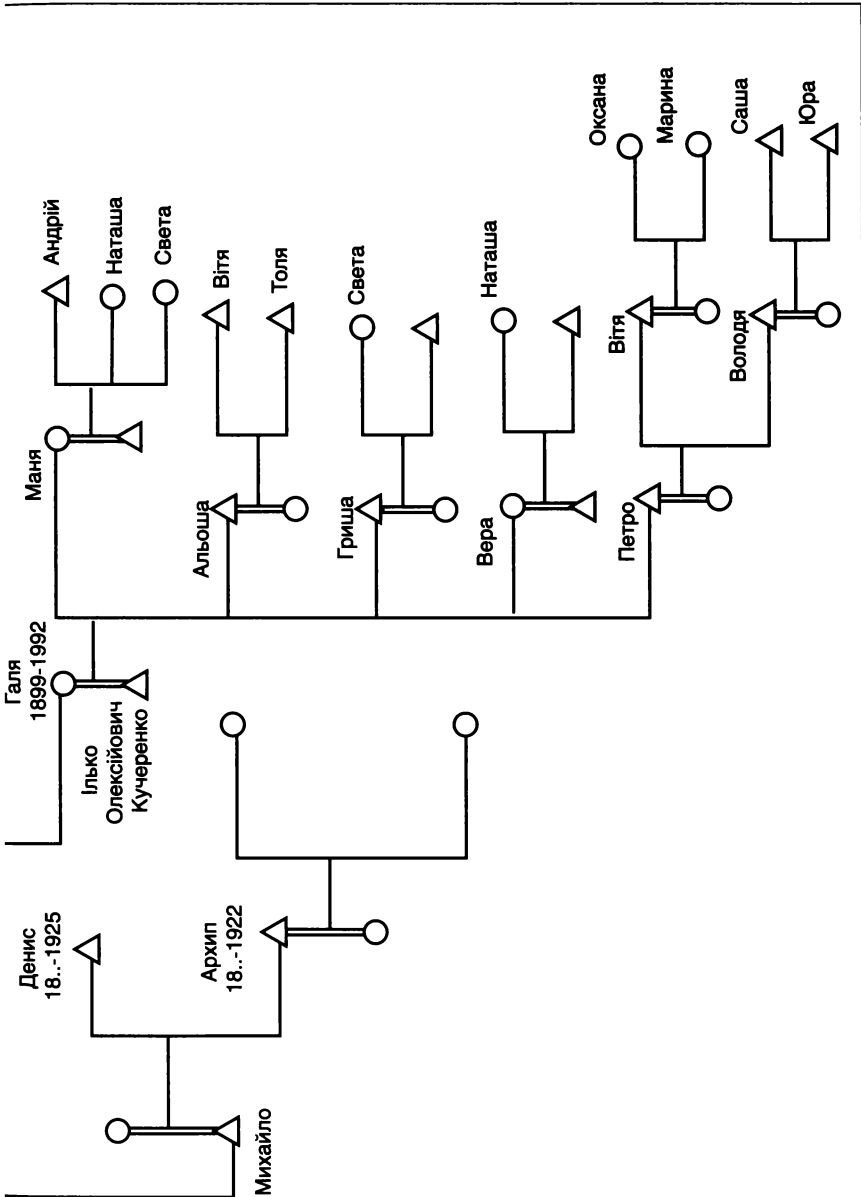 Андрій
Наташа
Света
Маня
Вітя
Толя
Альоша
Света
Гриша
Наташа
Вера
Оксана
Марина
Вітя
Саша
Юра
Володя
Петро
Галя
1899-1992
Ілько
Олексійович
Кучеренко
Денис
18..-1925
Архип
18..-1922
Михайло